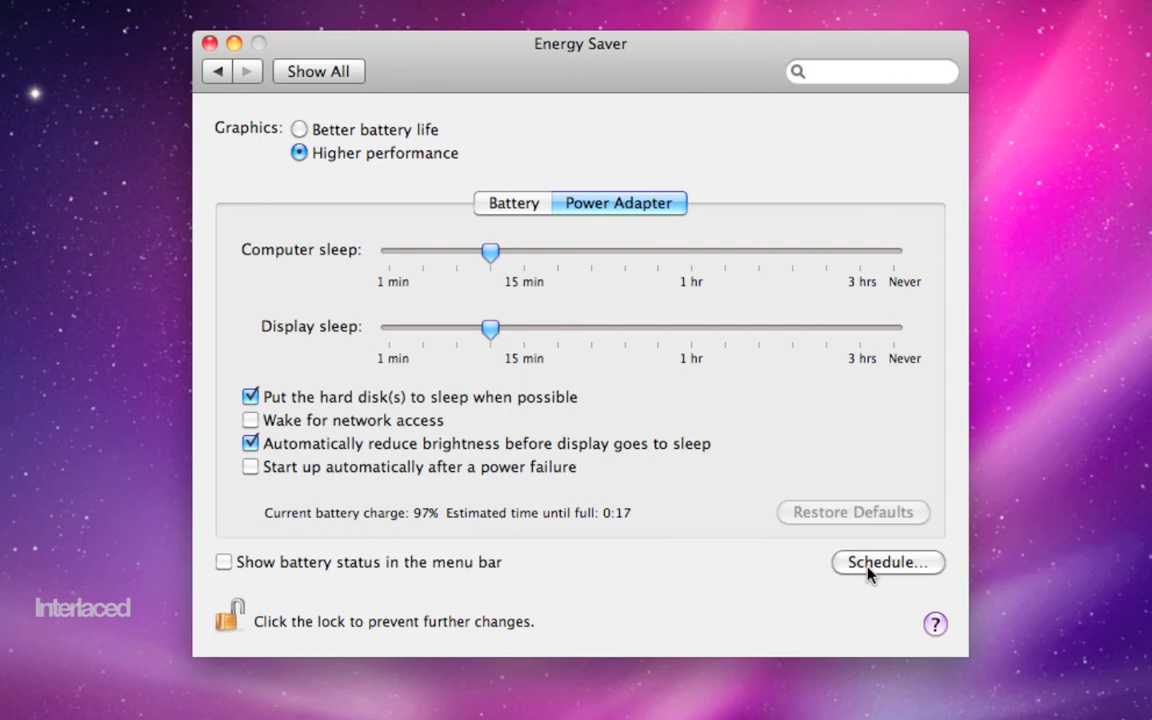 Energy Saver
Show All
Graphics: Better battery life
Higher performance
Battery Power Adapter
Computer sleep:
1 min 15 min 1 hr 3 hrs Never
Display sleep:
1 min 15 min 1 hr 3 hrs Never
Put the hard disk(s) to sleep when possible
Wake for network access
Automatically reduce brightness before display goes to sleep
Start up automatically after a power failure
Current battery charge: 97% Estimated time until full: 0:17 Restore Defaults
Show battery status in the menu bar Schedule...
Interlaced
Click the lock to prevent further changes. ?